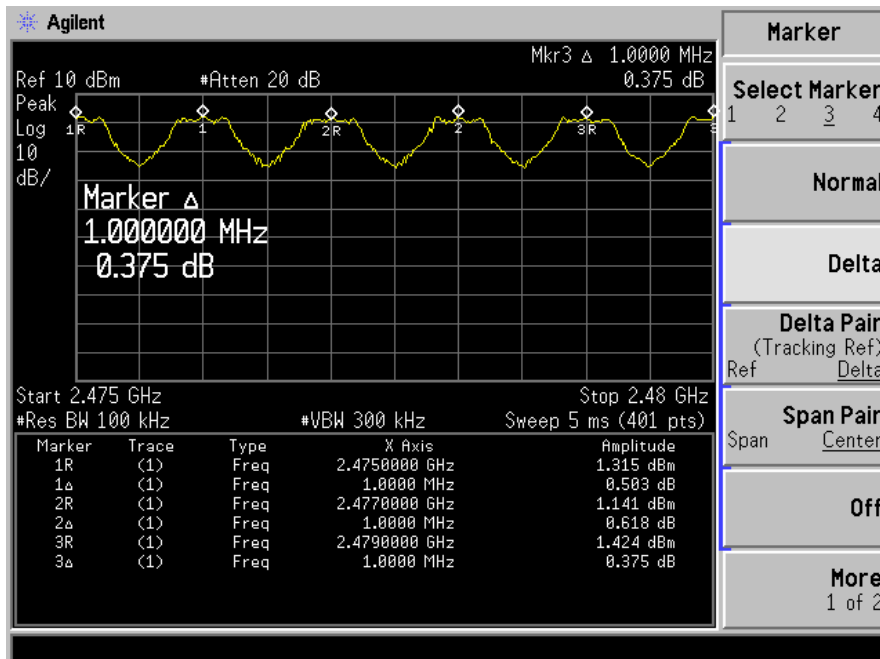 Agilent
Mkr3 Δ 1.0000 MHz
Ref 10 dBm #Atten 20 dB 0.375 dB
Peak
Log
10
dB/
1R 1 2R 2 3R 3
Marker Δ
1.000000 MHz
0.375 dB
Start 2.475 GHz Stop 2.48 GHz
#Res BW 100 kHz #VBW 300 kHz Sweep 5 ms (401 pts)
Marker Trace Type X Axis Amplitude
1R (1) Freq 2.4750000 GHz 1.315 dBm
1Δ (1) Freq 1.0000 MHz 0.503 dB
2R (1) Freq 2.4770000 GHz 1.141 dBm
2Δ (1) Freq 1.0000 MHz 0.618 dB
3R (1) Freq 2.4790000 GHz 1.424 dBm
3Δ (1) Freq 1.0000 MHz 0.375 dB
Marker
Select Marker
1 2 3 4
Normal
Delta
Delta Pair
(Tracking Ref)
Ref Delta
Span Pair
Span Center
Off
More
1 of 2